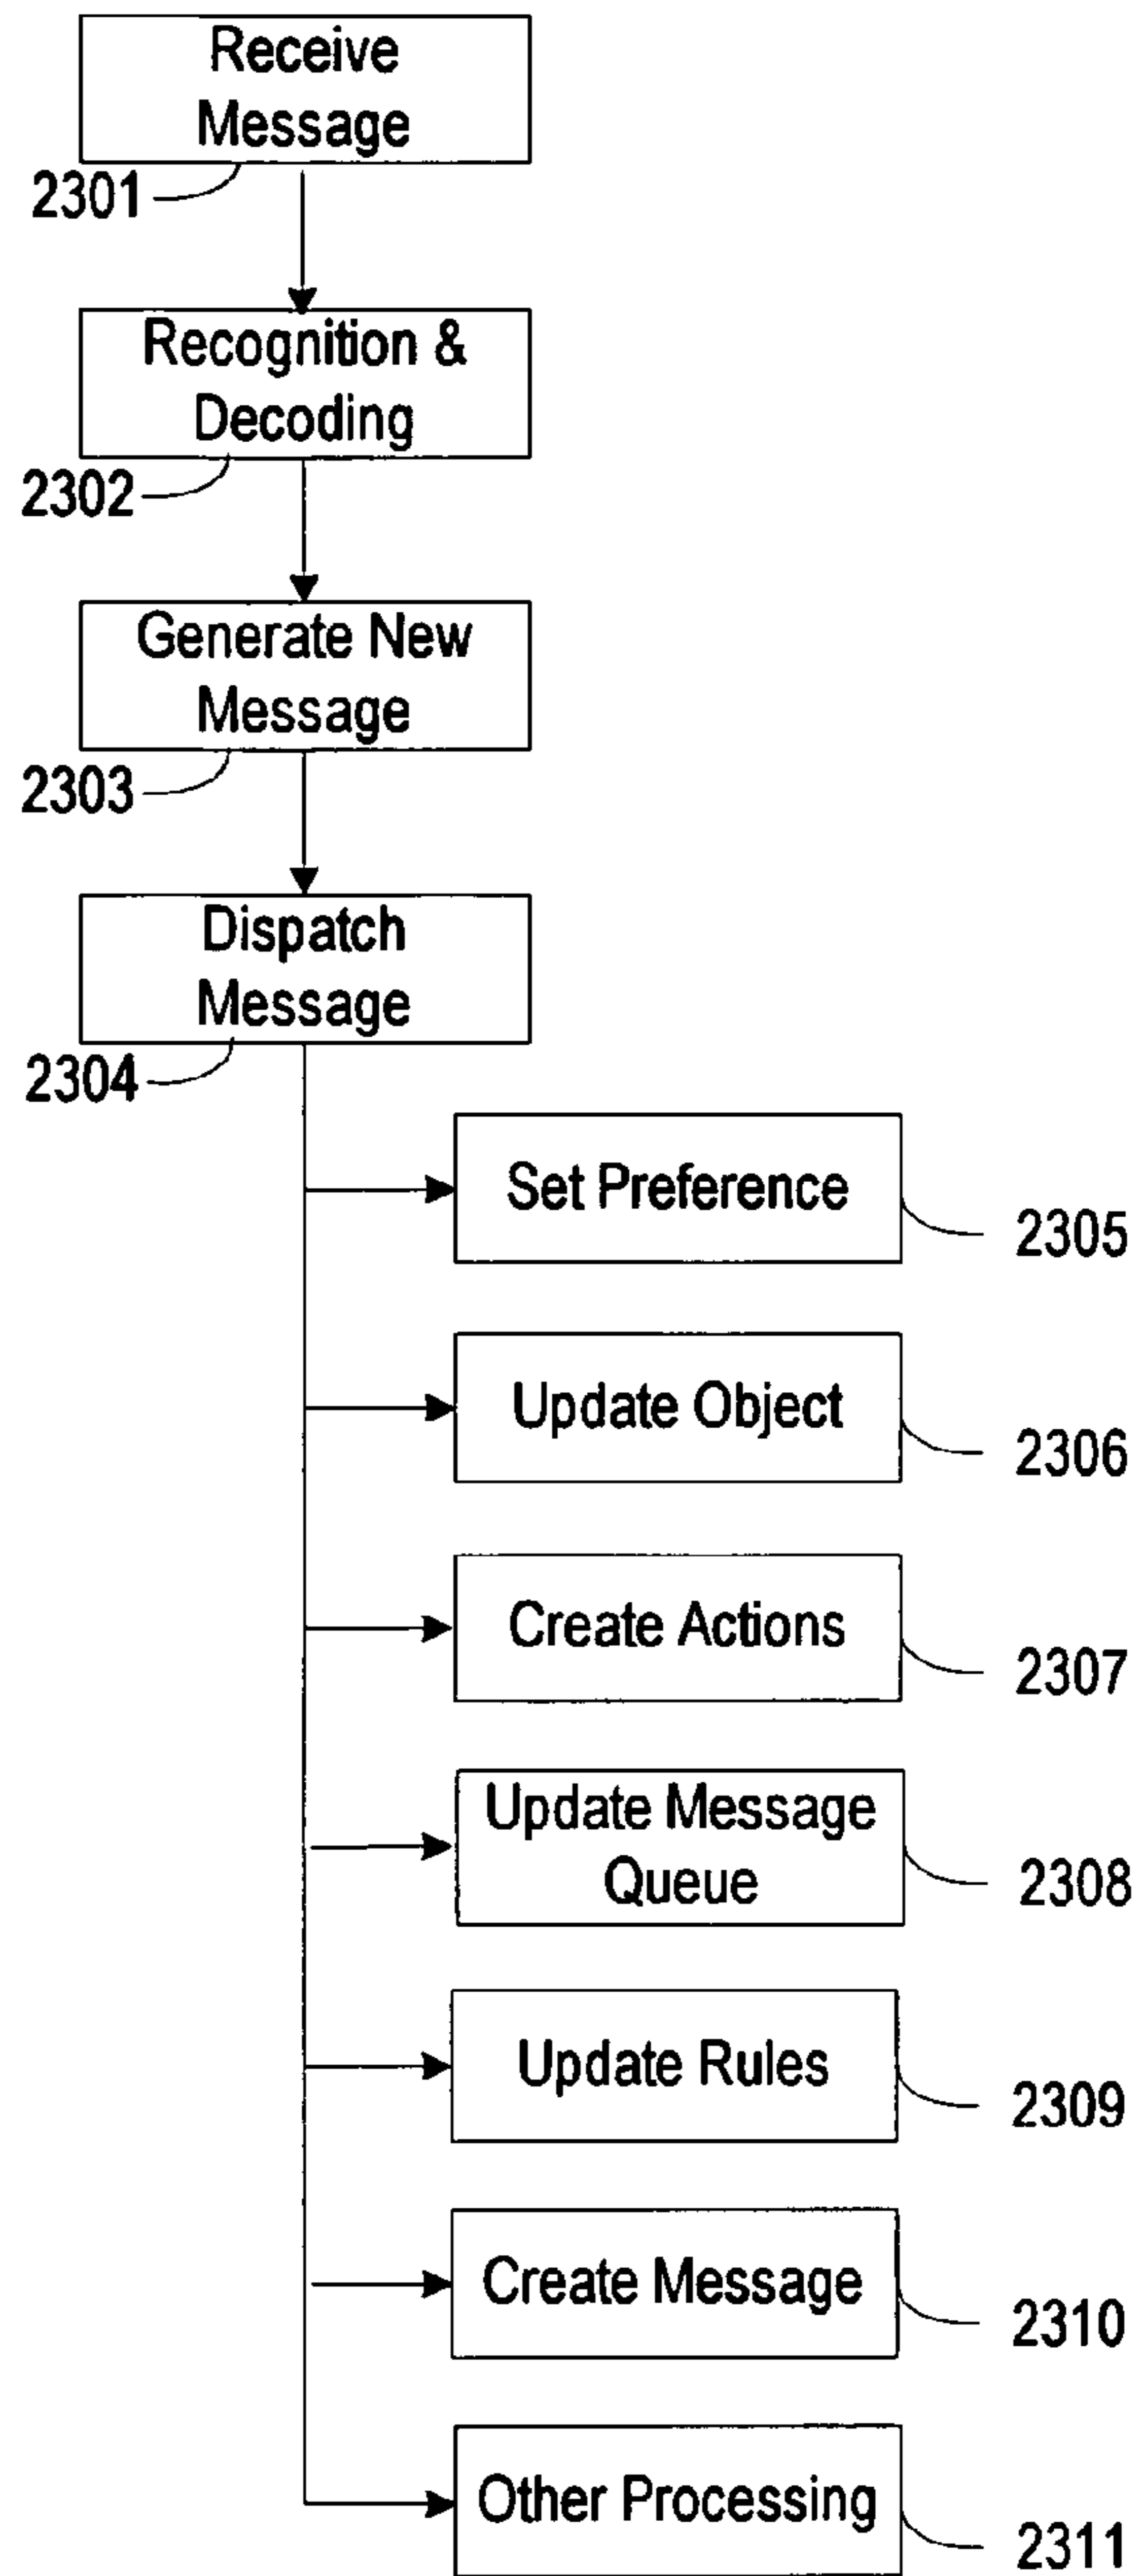 Receive
Message
2301
Recognition &
Decoding
2302
Generate New
Message
2303
Dispatch
Message
2304
Set Preference
2305
Update Object
2306
Create Actions
2307
Update Message
Queue
2308
Update Rules
2309
Create Message
2310
Other Processing
2311